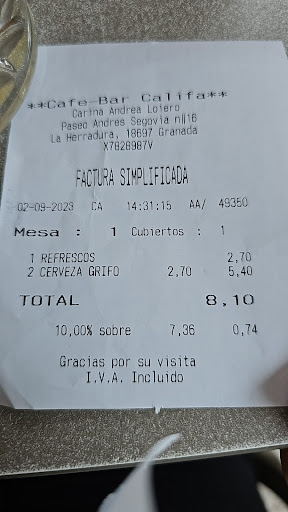 **Cafe-Bar Califa**
Carina Andrea Loiero
Paseo Andres Segovia nº16
La Herradura, 18697 Granada
X7828987V
FACTURA SIMPLIFICADA
02-09-2023 CA 14:31:15 AA/ 49350
Mesa : 1 Cubiertos : 1
1 REFRESCOS 2,70
2 CERVEZA GRIFO 2,70 5,40
TOTAL 8,10
10,00% sobre 7,36 0,74
Gracias por su visita
I.V.A. Incluido